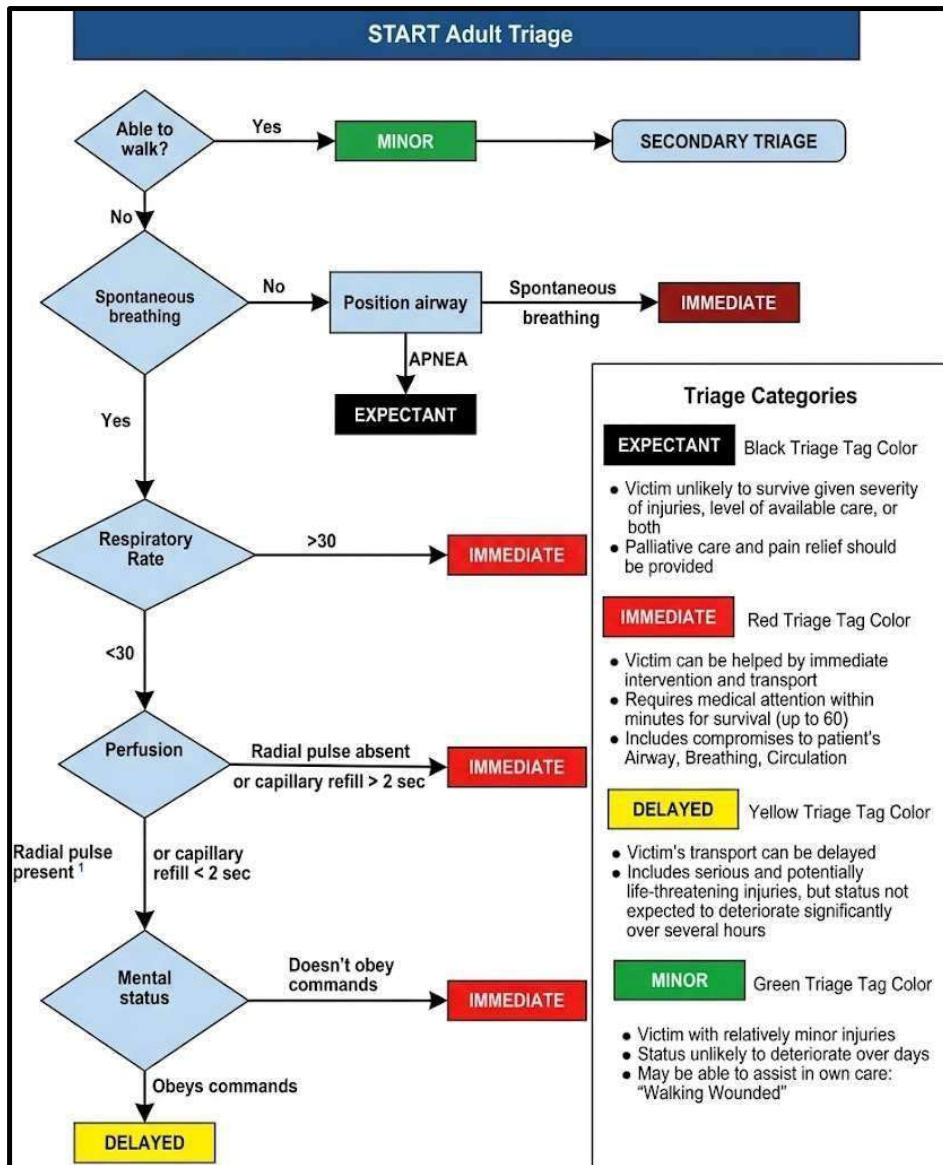 START Adult Triage
Able to
walk?
Yes
MINOR
SECONDARY TRIAGE
No
Spontaneous
breathing
No
Position airway
Spontaneous
breathing
IMMEDIATE
APNEA
EXPECTANT
Yes
Respiratory
Rate
>30
IMMEDIATE
<30
Perfusion
Radial pulse absent
or capillary refill > 2 sec
IMMEDIATE
Radial pulse
present 1
or capillary
refill < 2 sec
Mental
status
Doesn't obey
commands
IMMEDIATE
Obeys commands
DELAYED
Triage Categories
EXPECTANT Black Triage Tag Color
● Victim unlikely to survive given severity
of injuries, level of available care, or
both
● Palliative care and pain relief should
be provided
IMMEDIATE Red Triage Tag Color
● Victim can be helped by immediate
intervention and transport
● Requires medical attention within
minutes for survival (up to 60)
● Includes compromises to patient's
Airway, Breathing, Circulation
DELAYED Yellow Triage Tag Color
● Victim's transport can be delayed
● Includes serious and potentially
life-threatening injuries, but status not
expected to deteriorate significantly
over several hours
MINOR Green Triage Tag Color
● Victim with relatively minor injuries
● Status unlikely to deteriorate over days
● May be able to assist in own care:
“Walking Wounded”